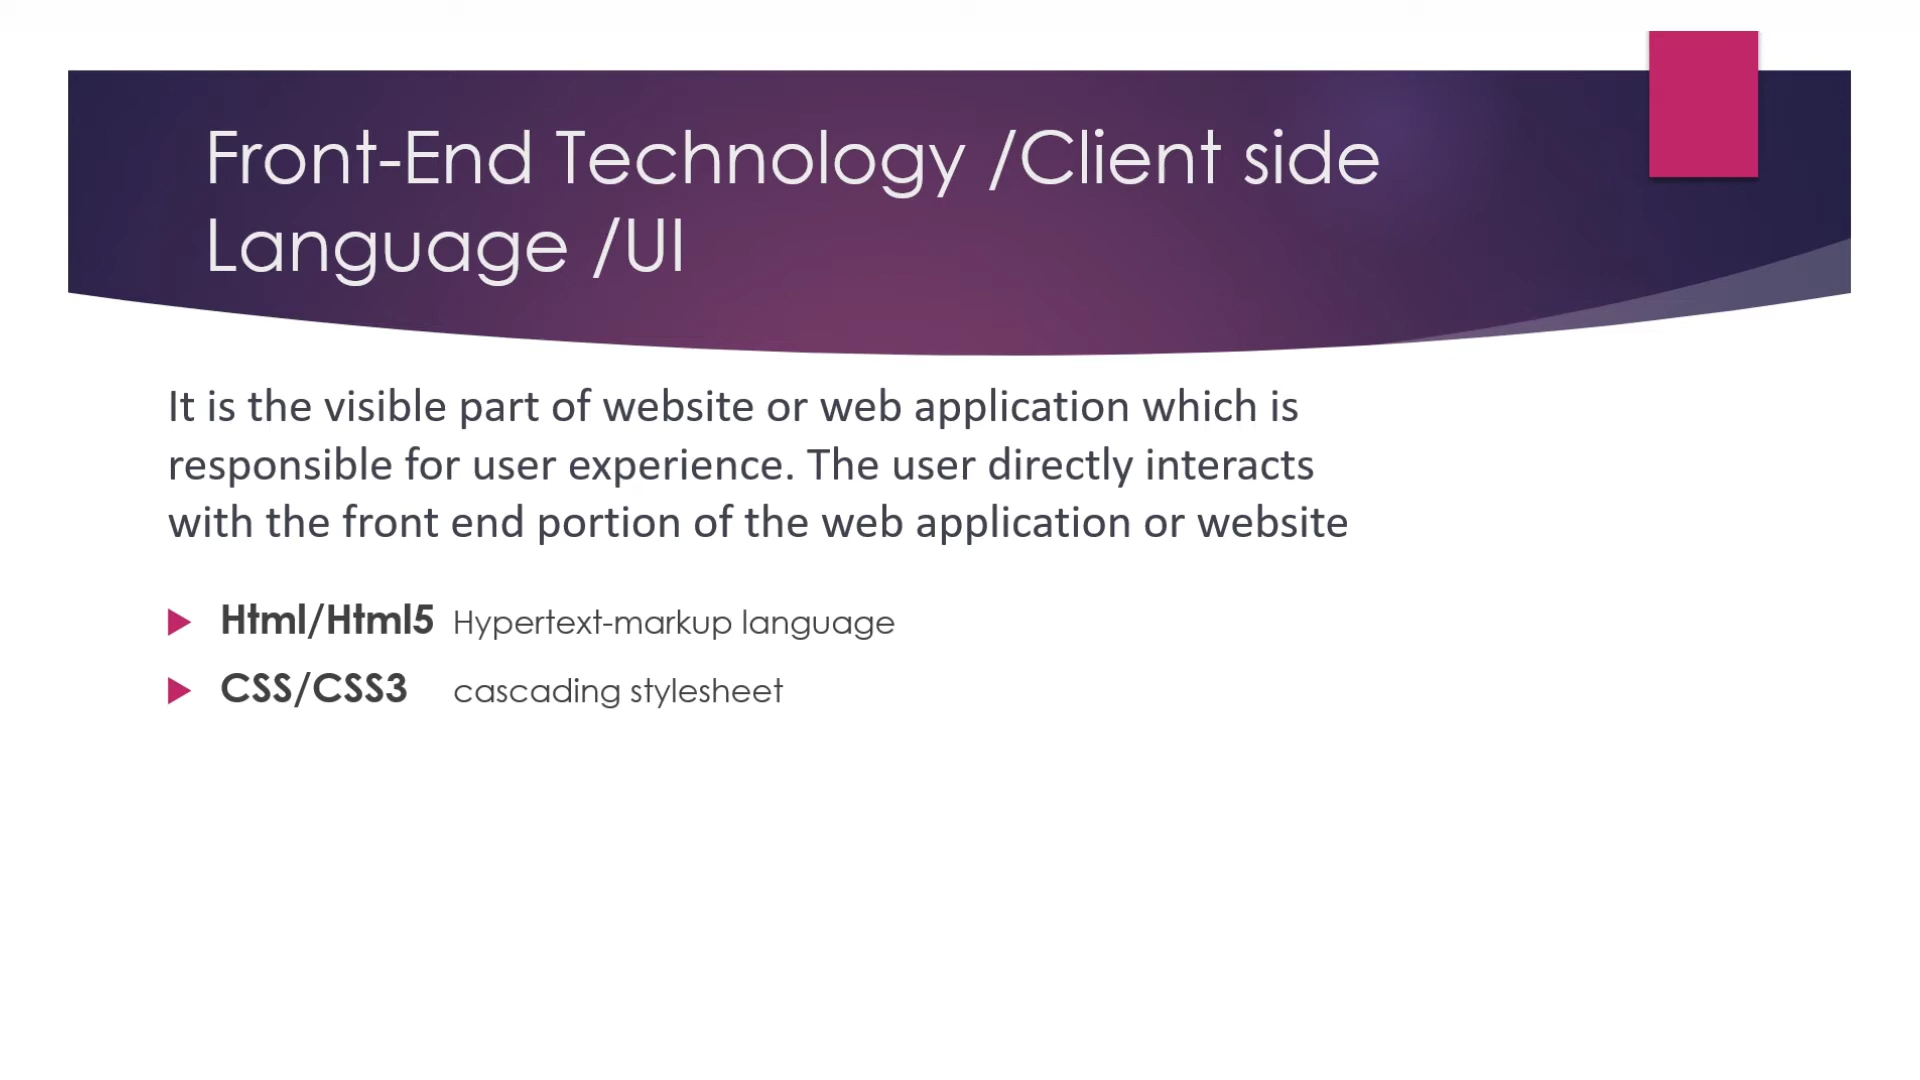 Front-End Technology /Client side
Language /UI
It is the visible part of website or web application which is
responsible for user experience. The user directly interacts
with the front end portion of the web application or website
Html/Html5 Hypertext-markup language
CSS/CSS3 cascading stylesheet